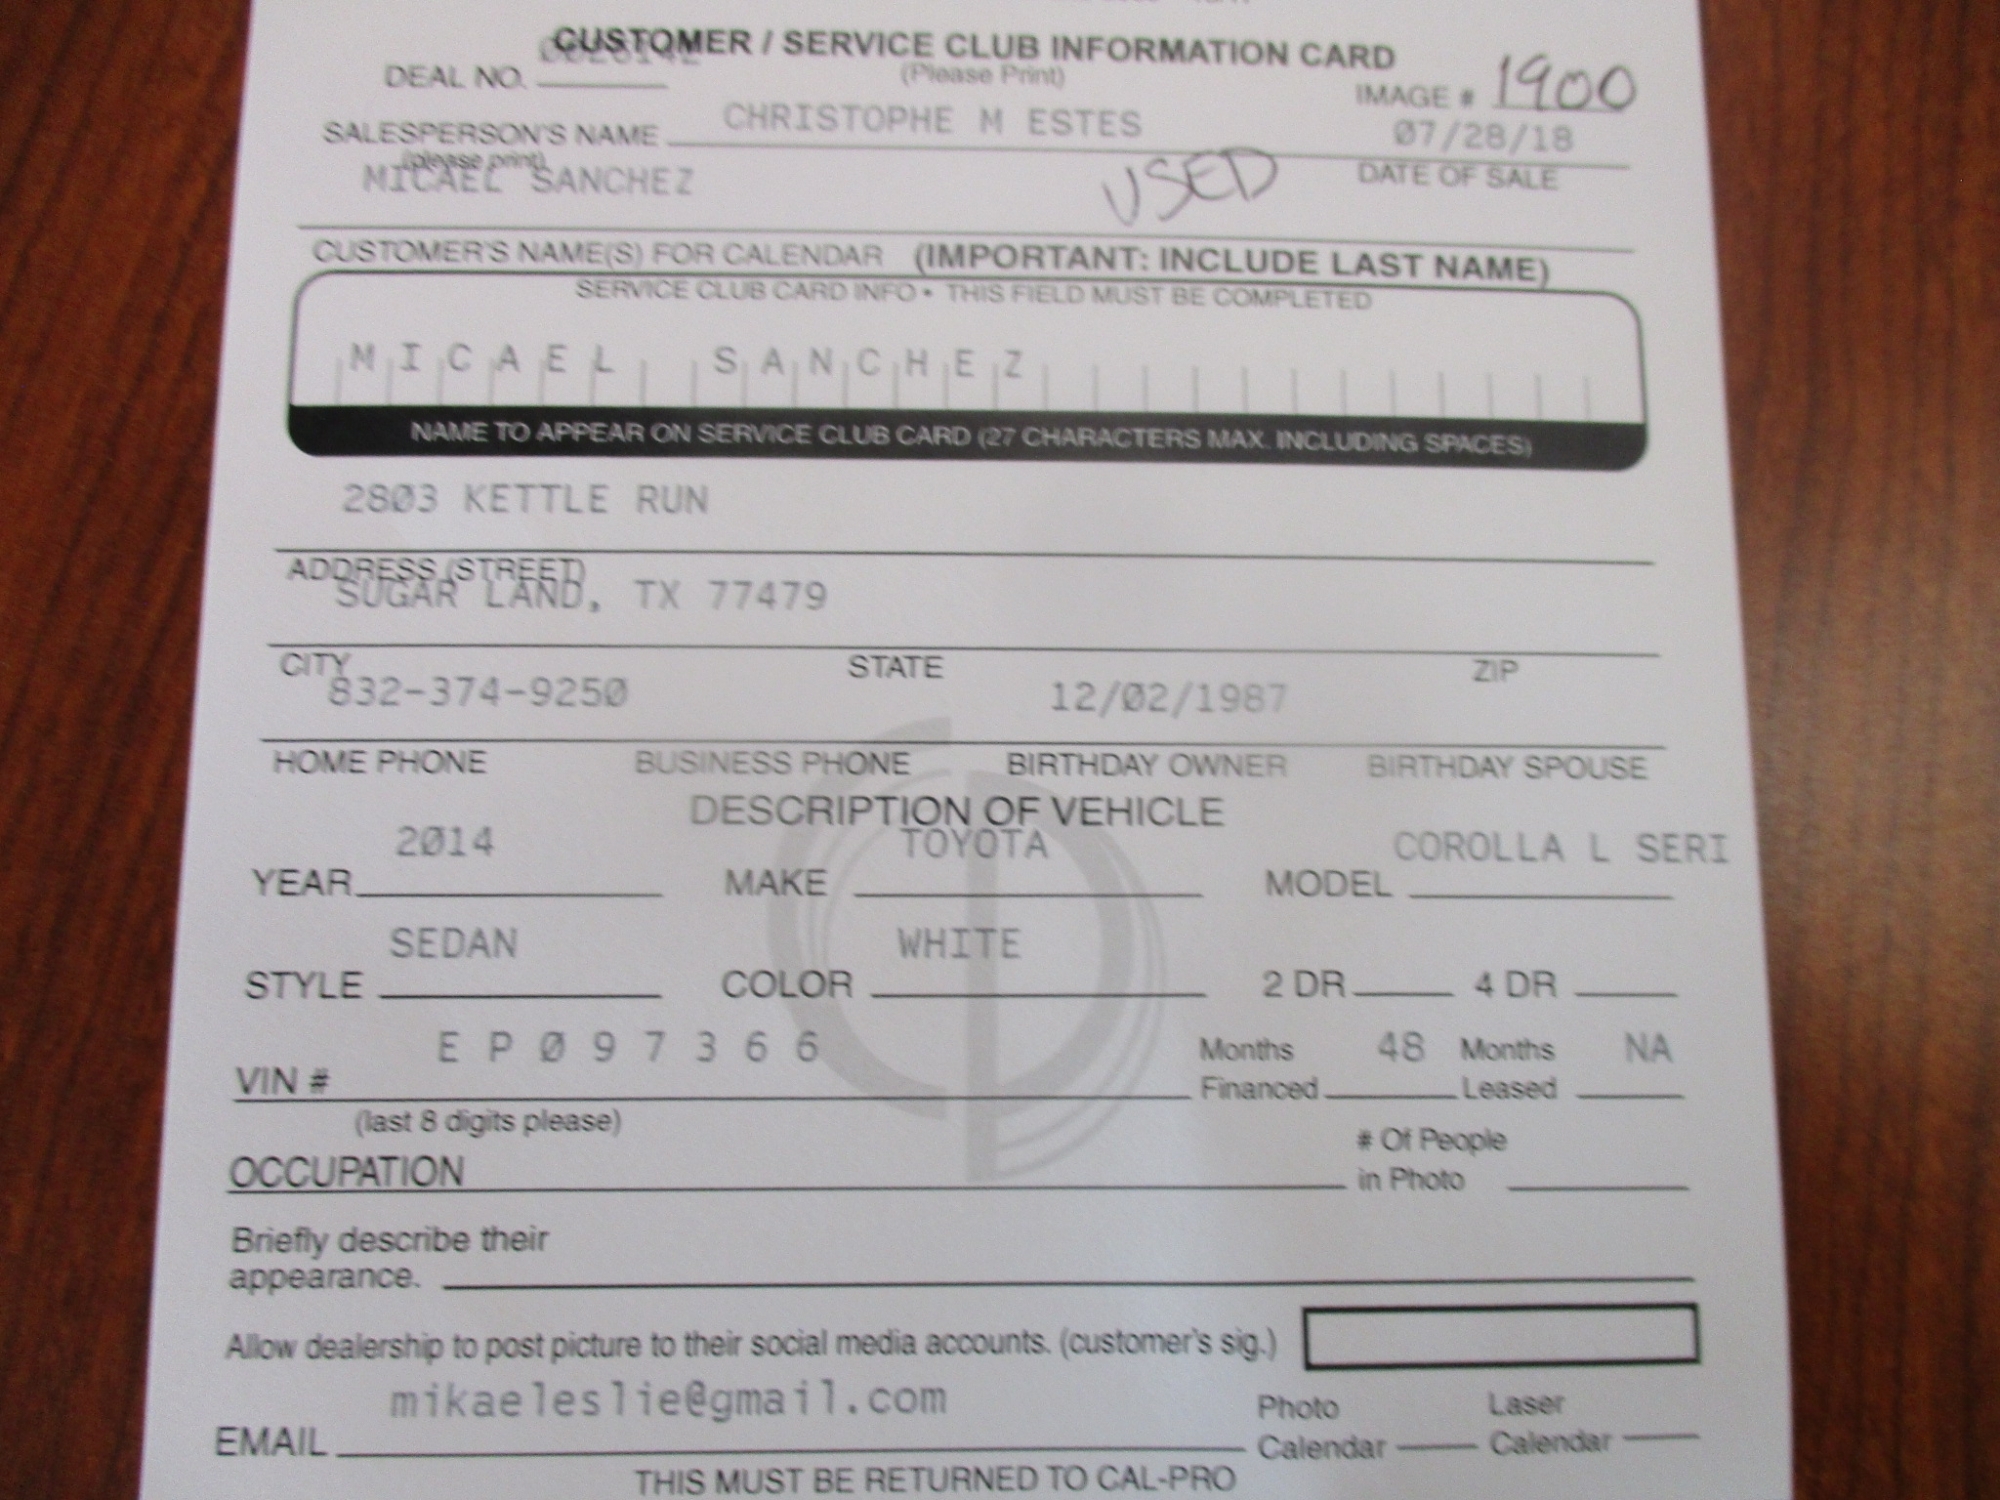 CUSTOMER / SERVICE CLUB INFORMATION CARD
(Please Print)
DEAL NO.
IMAGE # 1900
SALESPERSON'S NAME CHRISTOPHE M ESTES 07/28/18
(please print)
MICAEL SANCHEZ USED DATE OF SALE
CUSTOMER'S NAME(S) FOR CALENDAR (IMPORTANT: INCLUDE LAST NAME)
SERVICE CLUB CARD INFO • THIS FIELD MUST BE COMPLETED
MICAEL SANCHEZ
NAME TO APPEAR ON SERVICE CLUB CARD (27 CHARACTERS MAX. INCLUDING SPACES)
2803 KETTLE RUN
ADDRESS (STREET)
SUGAR LAND, TX 77479
CITY STATE ZIP
832-374-9250 12/02/1987
HOME PHONE BUSINESS PHONE BIRTHDAY OWNER BIRTHDAY SPOUSE
DESCRIPTION OF VEHICLE
2014 TOYOTA COROLLA L SERI
YEAR MAKE MODEL
SEDAN WHITE
STYLE COLOR 2 DR 4 DR
E P 0 9 7 3 6 6 Months 48 Months NA
VIN # Financed Leased
(last 8 digits please)
# Of People
OCCUPATION in Photo
Briefly describe their
appearance.
Allow dealership to post picture to their social media accounts. (customer's sig.)
mikaeleslie@gmail.com Photo Laser
EMAIL Calendar Calendar
THIS MUST BE RETURNED TO CAL-PRO